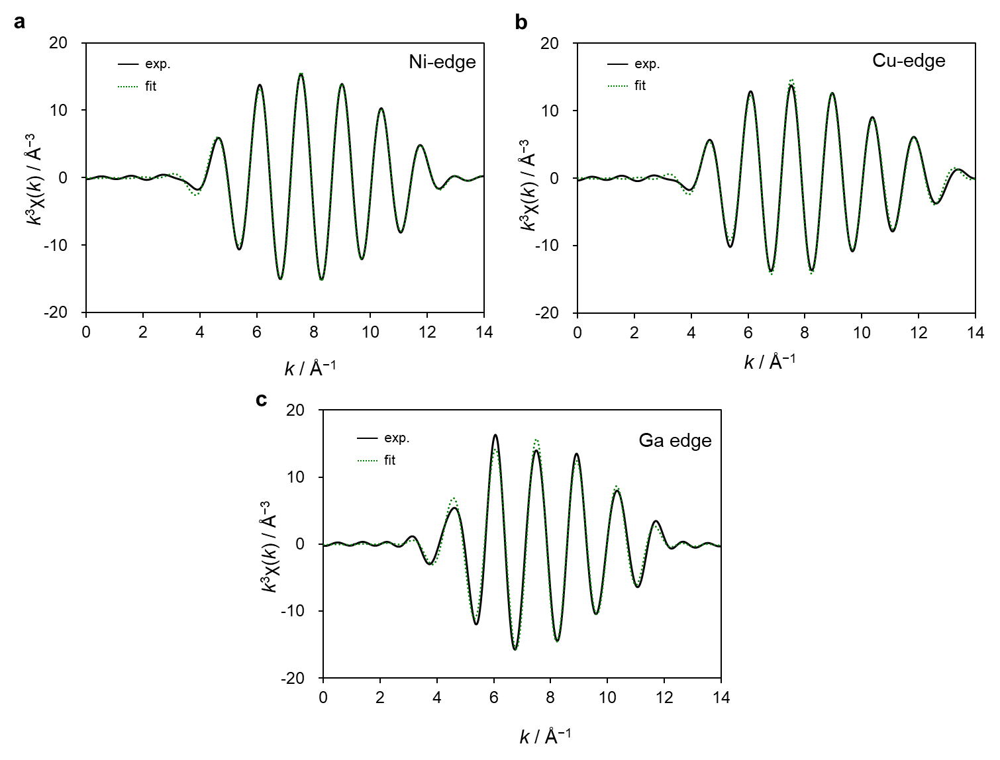 a
20
10
0
-10
-20
exp.
fit
Ni-edge
k³χ(k) / Å⁻³
0 2 4 6 8 10 12 14
k / Å⁻¹
b
20
10
0
-10
-20
exp.
fit
Cu-edge
k³χ(k) / Å⁻³
0 2 4 6 8 10 12 14
k / Å⁻¹
c
20
10
0
-10
-20
exp.
fit
Ga edge
k³χ(k) / Å⁻³
0 2 4 6 8 10 12 14
k / Å⁻¹